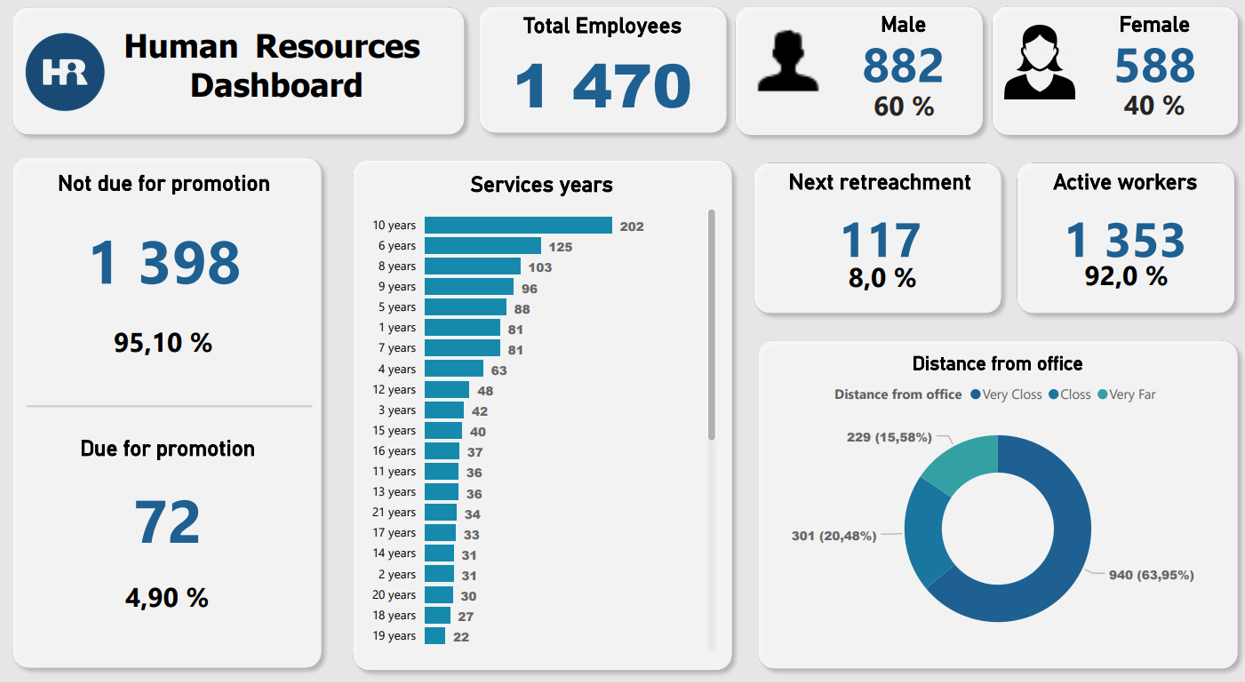 HR
Human Resources
Dashboard
Total Employees
1 470
Male
882
60 %
Female
588
40 %
Not due for promotion
1 398
95,10 %
Due for promotion
72
4,90 %
Services years
10 years 202
6 years 125
8 years 103
9 years 96
5 years 88
1 years 81
7 years 81
4 years 63
12 years 48
3 years 42
15 years 40
16 years 37
11 years 36
13 years 36
21 years 34
17 years 33
14 years 31
2 years 31
20 years 30
18 years 27
19 years 22
Next retreachment
117
8,0 %
Active workers
1 353
92,0 %
Distance from office
Distance from office Very Closs Closs Very Far
229 (15,58%)
301 (20,48%)
940 (63,95%)